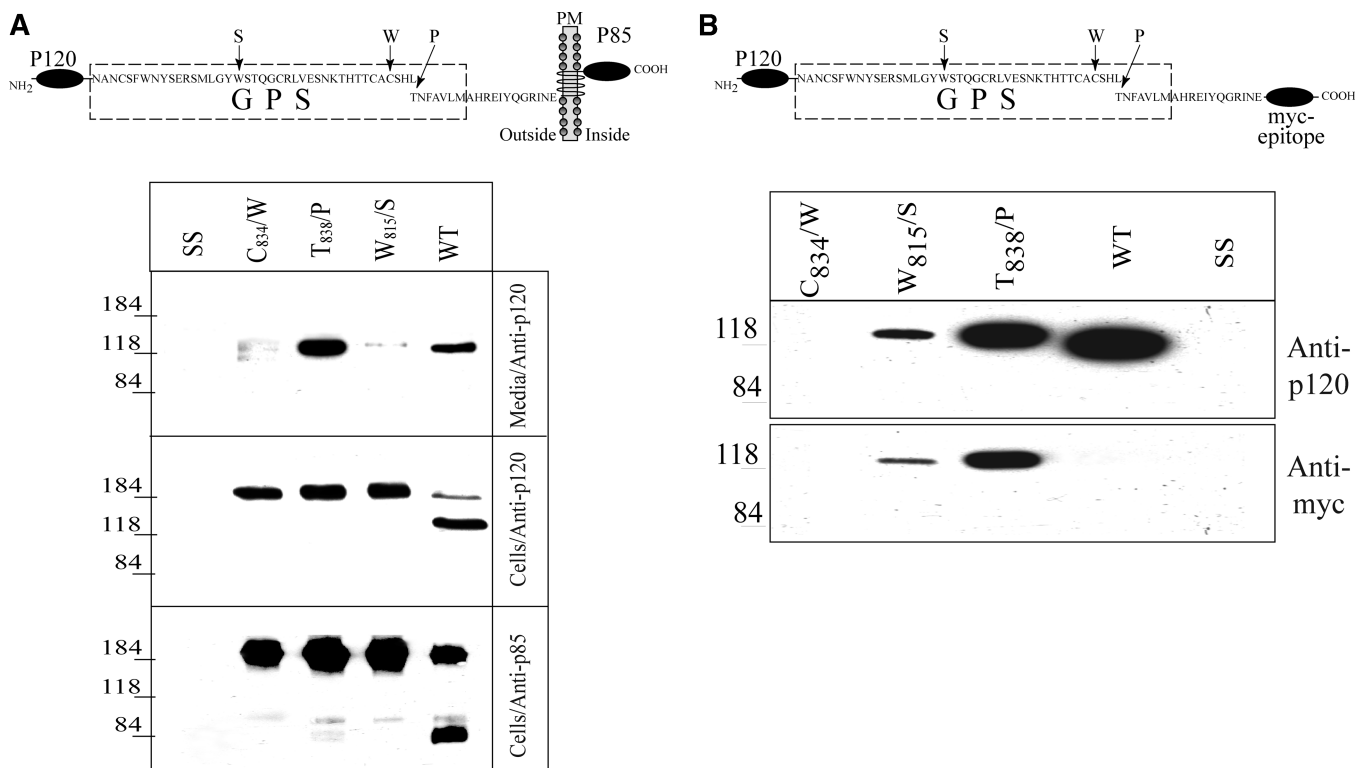 A
S
W
P
PM
P85
P120
NH2
NANCSFWNYSERSMLGYWSTQGCRLVESNKTHTTCACSHL
COOH
G P S
TNFAVLMAHREIYQGRINE
Outside
Inside
SS
C834/W
T838/P
W815/S
WT
184
118
84
Media/Anti-p120
184
118
84
Cells/Anti-p120
184
118
84
Cells/Anti-p85
B
S
W
P
P120
NH2
NANCSFWNYSERSMLGYWSTQGCRLVESNKTHTTCACSHL
G P S
TNFAVLMAHREIYQGRINE
COOH
myc-
epitope
C834/W
W815/S
T838/P
WT
SS
118
84
Anti-
p120
118
84
Anti-
myc